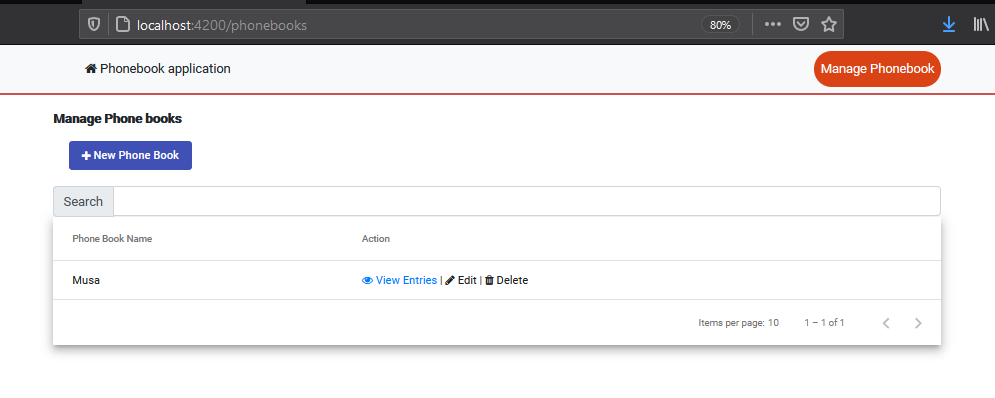 localhost:4200/phonebooks 80%
Phonebook application Manage Phonebook
Manage Phone books
New Phone Book
Search
Phone Book Name Action
Musa View Entries | Edit | Delete
Items per page: 10 1 – 1 of 1